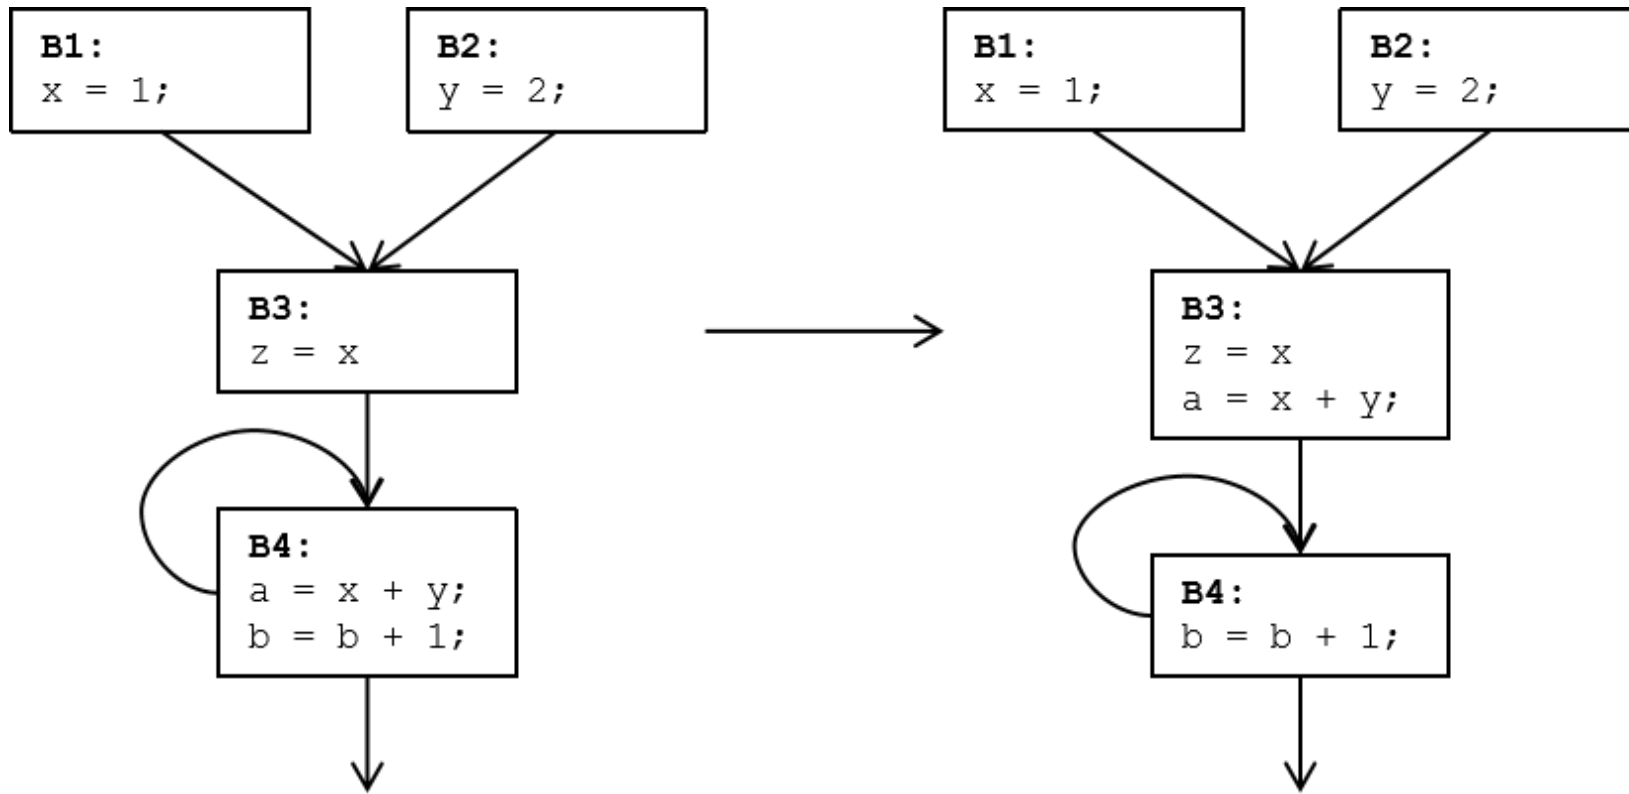 B1:
x = 1;
B2:
y = 2;
B3:
z = x
B4:
a = x + y;
b = b + 1;
B1:
x = 1;
B2:
y = 2;
B3:
z = x
a = x + y;
B4:
b = b + 1;